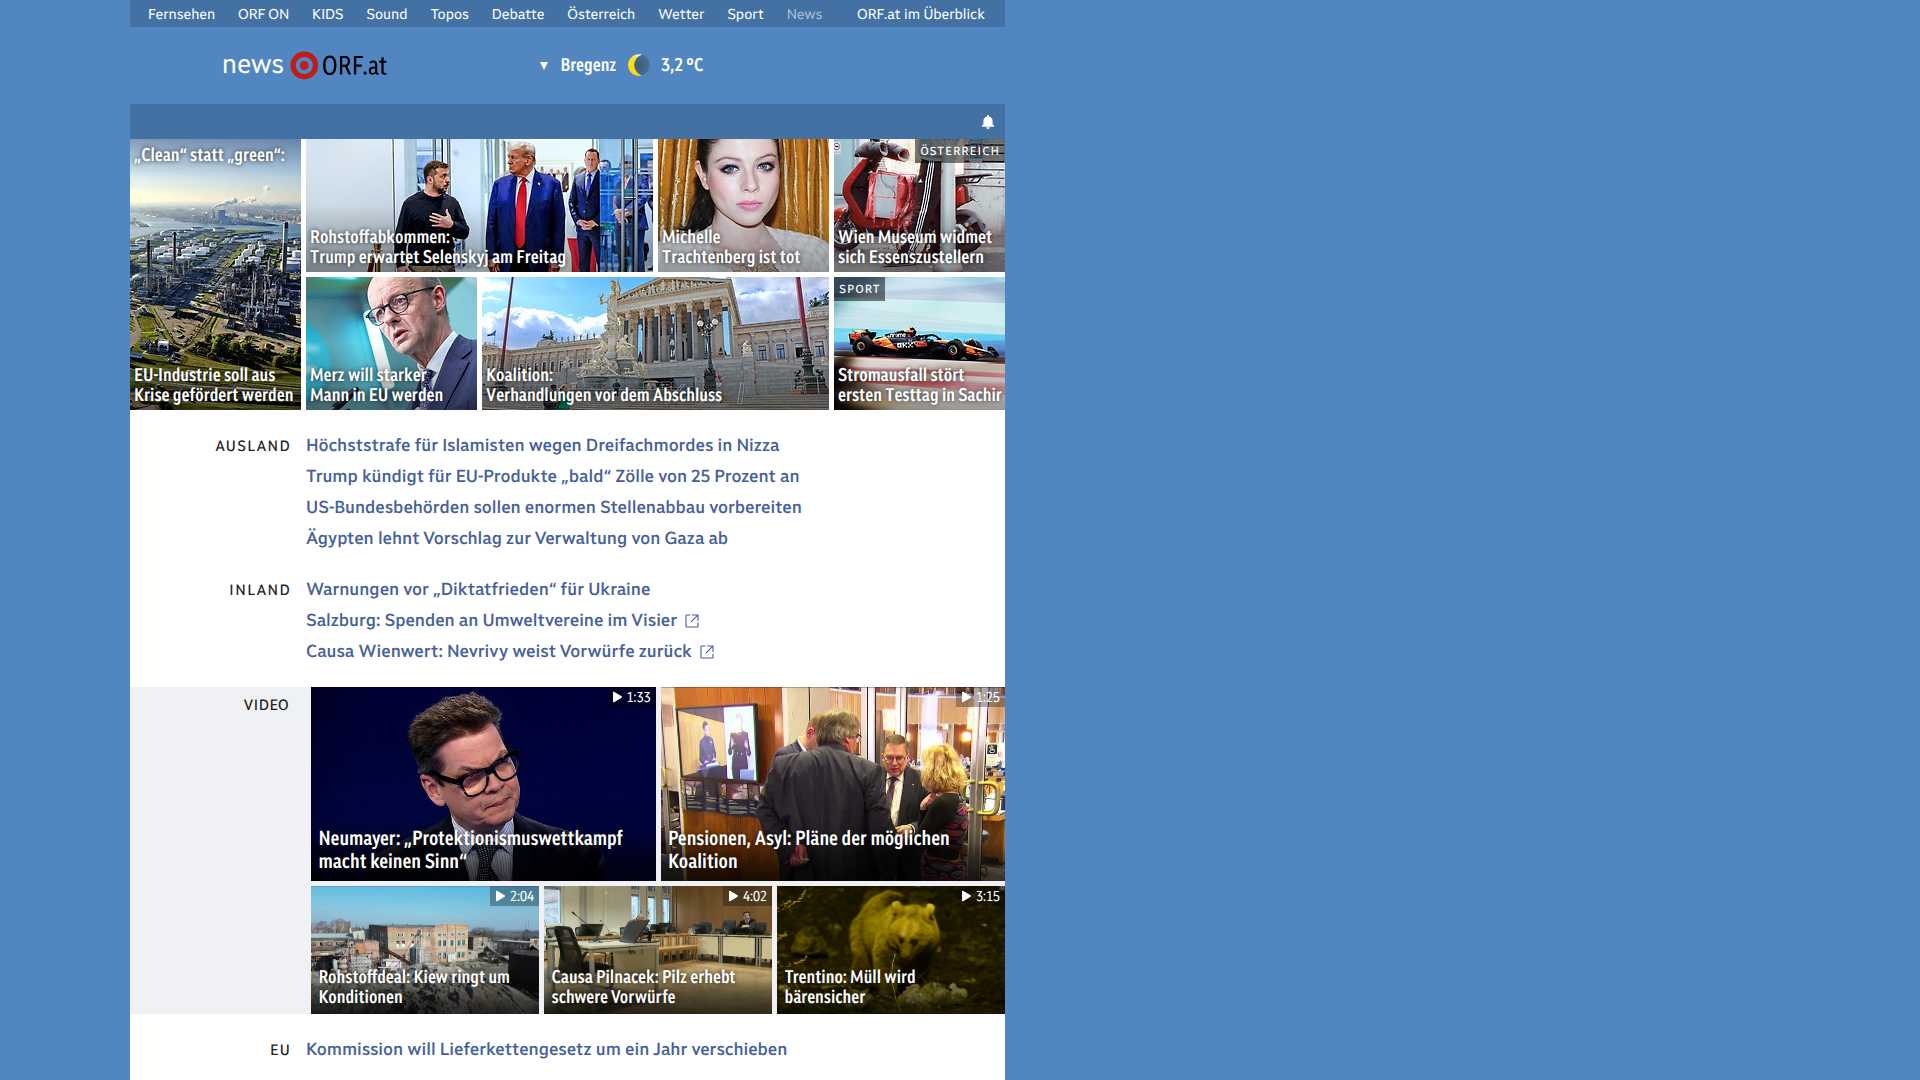 Fernsehen ORF ON KIDS Sound Topos Debatte Österreich Wetter Sport News ORF.at im Überblick
news ORF.at
Bregenz 3,2 °C
„Clean“ statt „green“:
EU-Industrie soll aus
Krise gefördert werden
Rohstoffabkommen:
Trump erwartet Selenskyj am Freitag
Michelle
Trachtenberg ist tot
ÖSTERREICH
Wien Museum widmet
sich Essenszustellern
Merz will starker
Mann in EU werden
Koalition:
Verhandlungen vor dem Abschluss
SPORT
Stromausfall stört
ersten Testtag in Sachir
AUSLAND
Höchststrafe für Islamisten wegen Dreifachmordes in Nizza
Trump kündigt für EU-Produkte „bald“ Zölle von 25 Prozent an
US-Bundesbehörden sollen enormen Stellenabbau vorbereiten
Ägypten lehnt Vorschlag zur Verwaltung von Gaza ab
INLAND
Warnungen vor „Diktatfrieden“ für Ukraine
Salzburg: Spenden an Umweltvereine im Visier
Causa Wienwert: Nevrivy weist Vorwürfe zurück
VIDEO
1:33
Neumayer: „Protektionismuswettkampf
macht keinen Sinn“
1:25
Pensionen, Asyl: Pläne der möglichen
Koalition
2:04
Rohstoffdeal: Kiew ringt um
Konditionen
4:02
Causa Pilnacek: Pilz erhebt
schwere Vorwürfe
3:15
Trentino: Müll wird
bärensicher
EU
Kommission will Lieferkettengesetz um ein Jahr verschieben